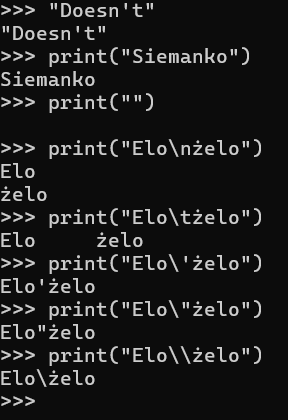 >>> "Doesn't"
"Doesn't"
>>> print("Siemanko")
Siemanko
>>> print("")

>>> print("Elo\nżelo")
Elo
żelo
>>> print("Elo\tżelo")
Elo     żelo
>>> print("Elo\'żelo")
Elo'żelo
>>> print("Elo\"żelo")
Elo"żelo
>>> print("Elo\\żelo")
Elo\żelo
>>>